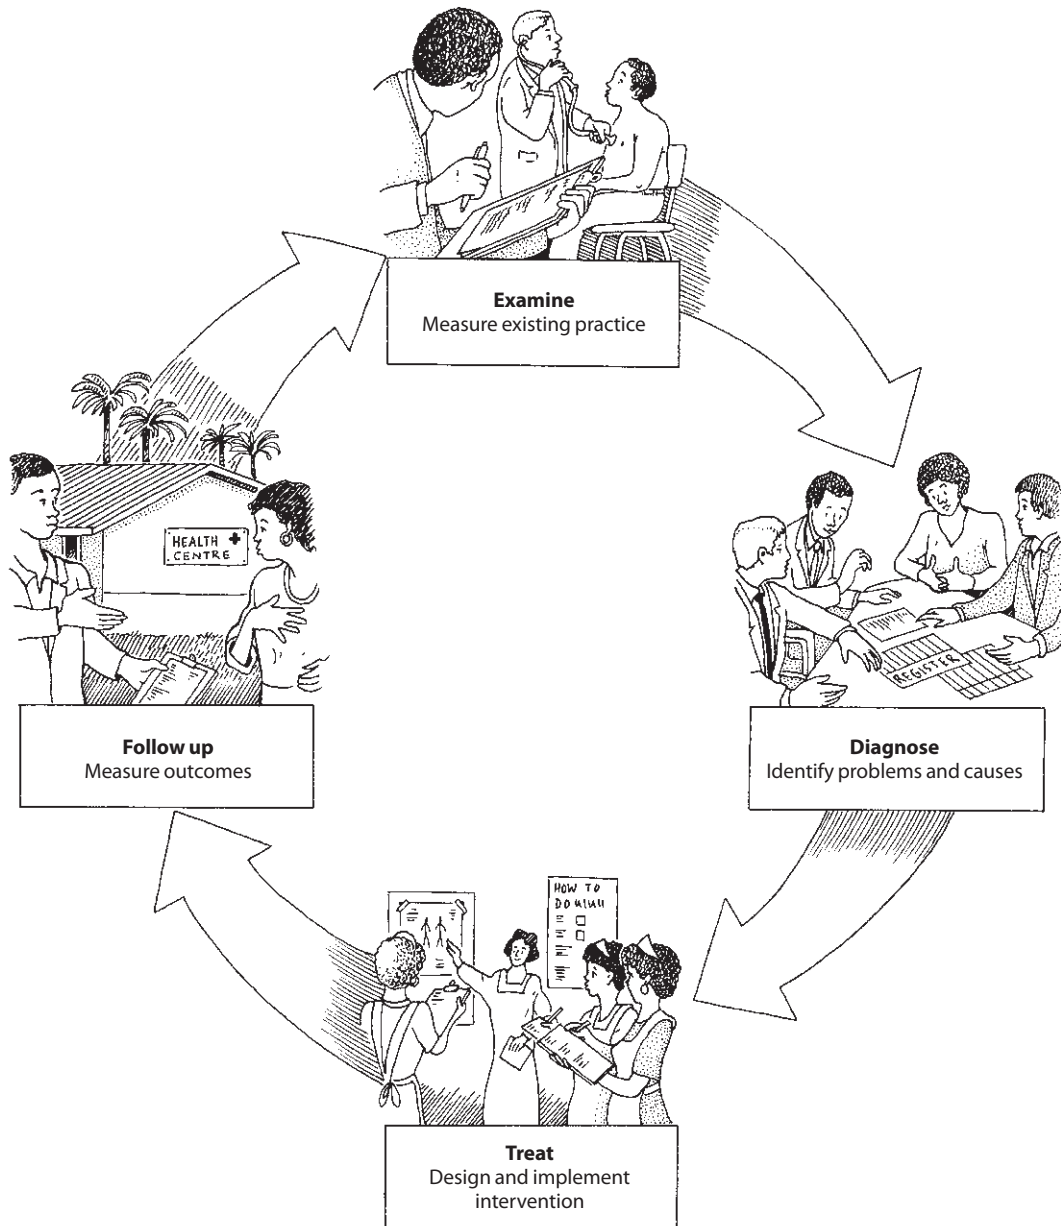 Examine
Measure existing practice
HEALTH
CENTRE
REGISTER
Follow up
Measure outcomes
Diagnose
Identify problems and causes
HOW TO
DO
Treat
Design and implement
intervention